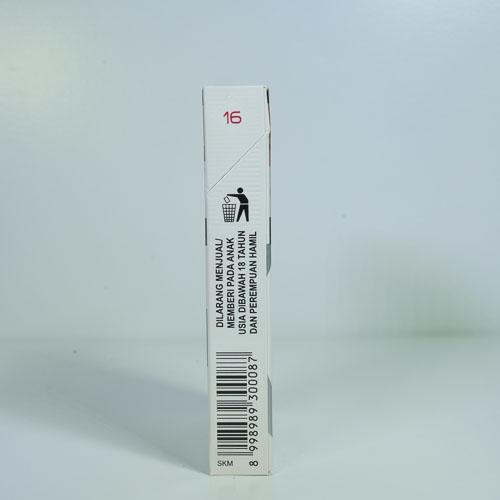 16
DILARANG MENJUAL/
MEMBERI PADA ANAK
USIA DIBAWAH 18 TAHUN
DAN PEREMPUAN HAMIL
8 998989 300087
SKM